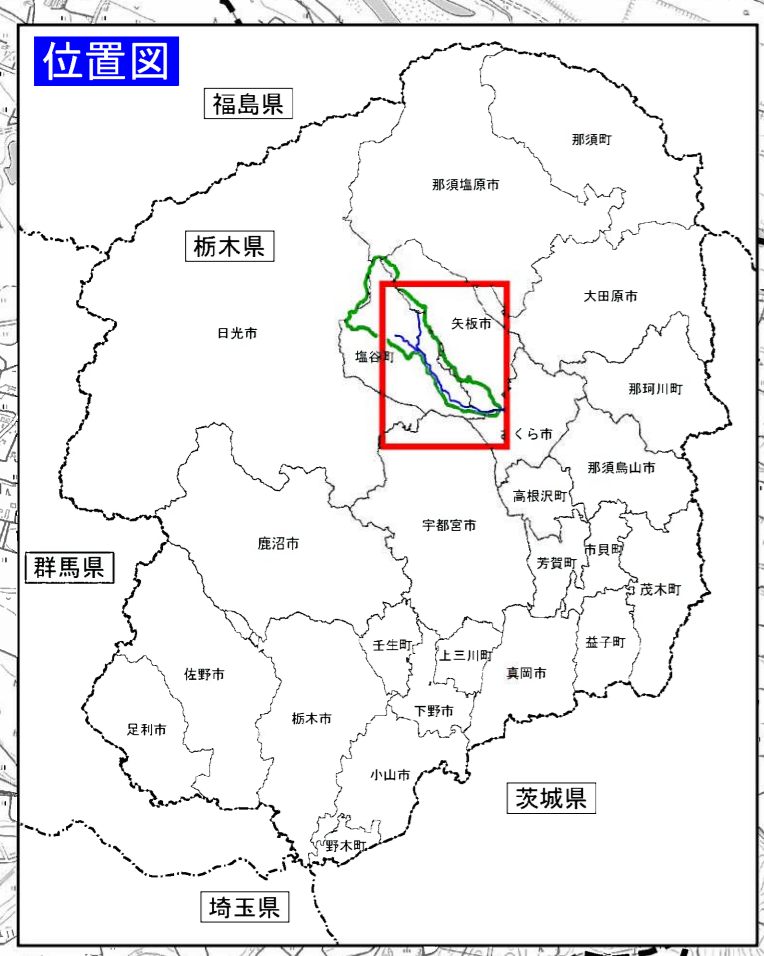 位置図
福島県
那須町
那須塩原市
栃木県
大田原市
矢板市
日光市
塩谷町
那珂川町
さくら市
那須烏山市
高根沢町
宇都宮市
鹿沼市
市貝町
芳賀町
群馬県
茂木町
壬生町
益子町
上三川町
佐野市
真岡市
下野市
栃木市
足利市
小山市
茨城県
野木町
埼玉県